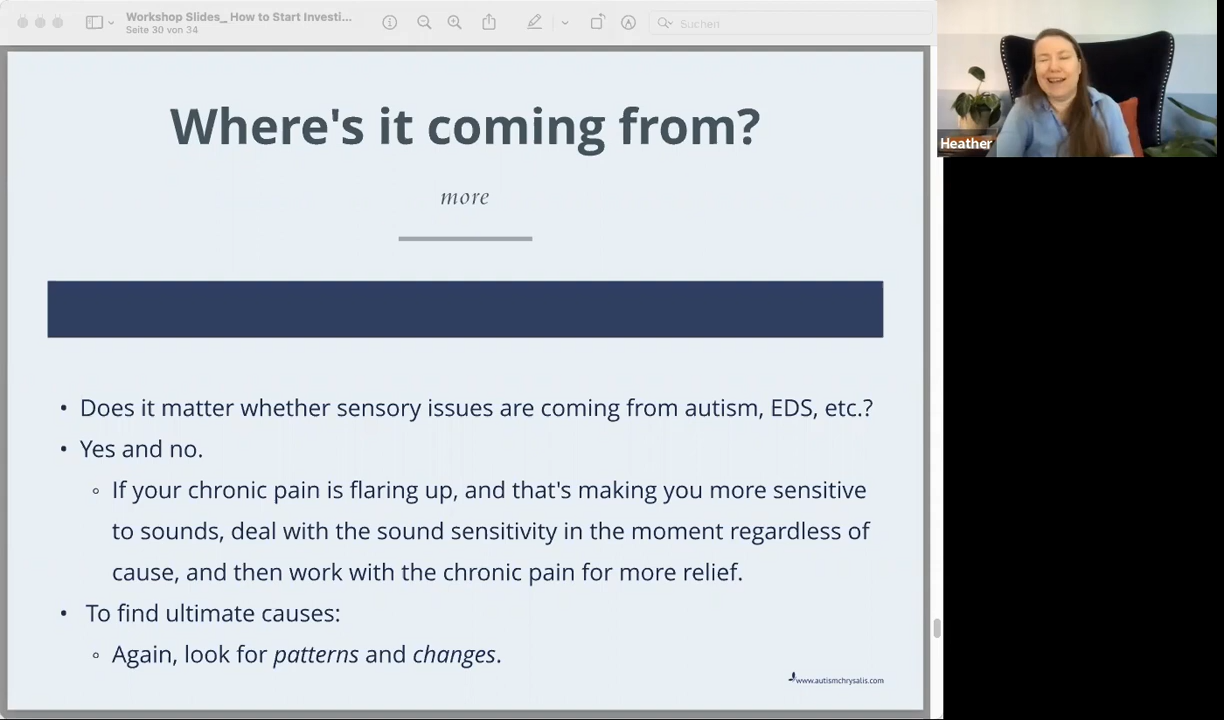 Workshop Slides_ How to Start Investi...
Seite 30 von 34
Suchen
Heather
Where's it coming from?
more
• Does it matter whether sensory issues are coming from autism, EDS, etc.?
• Yes and no.
◦ If your chronic pain is flaring up, and that's making you more sensitive
to sounds, deal with the sound sensitivity in the moment regardless of
cause, and then work with the chronic pain for more relief.
• To find ultimate causes:
◦ Again, look for patterns and changes.
www.autismchrysalis.com